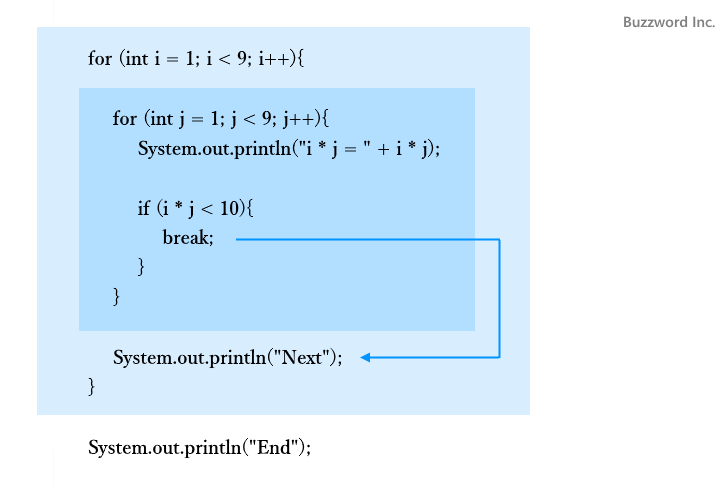 Buzzword Inc.
for (int i = 1; i < 9; i++){
for (int j = 1; j < 9; j++){
System.out.println("i * j = " + i * j);
if (i * j < 10){
break;
}
}
System.out.println("Next");
}
System.out.println("End");